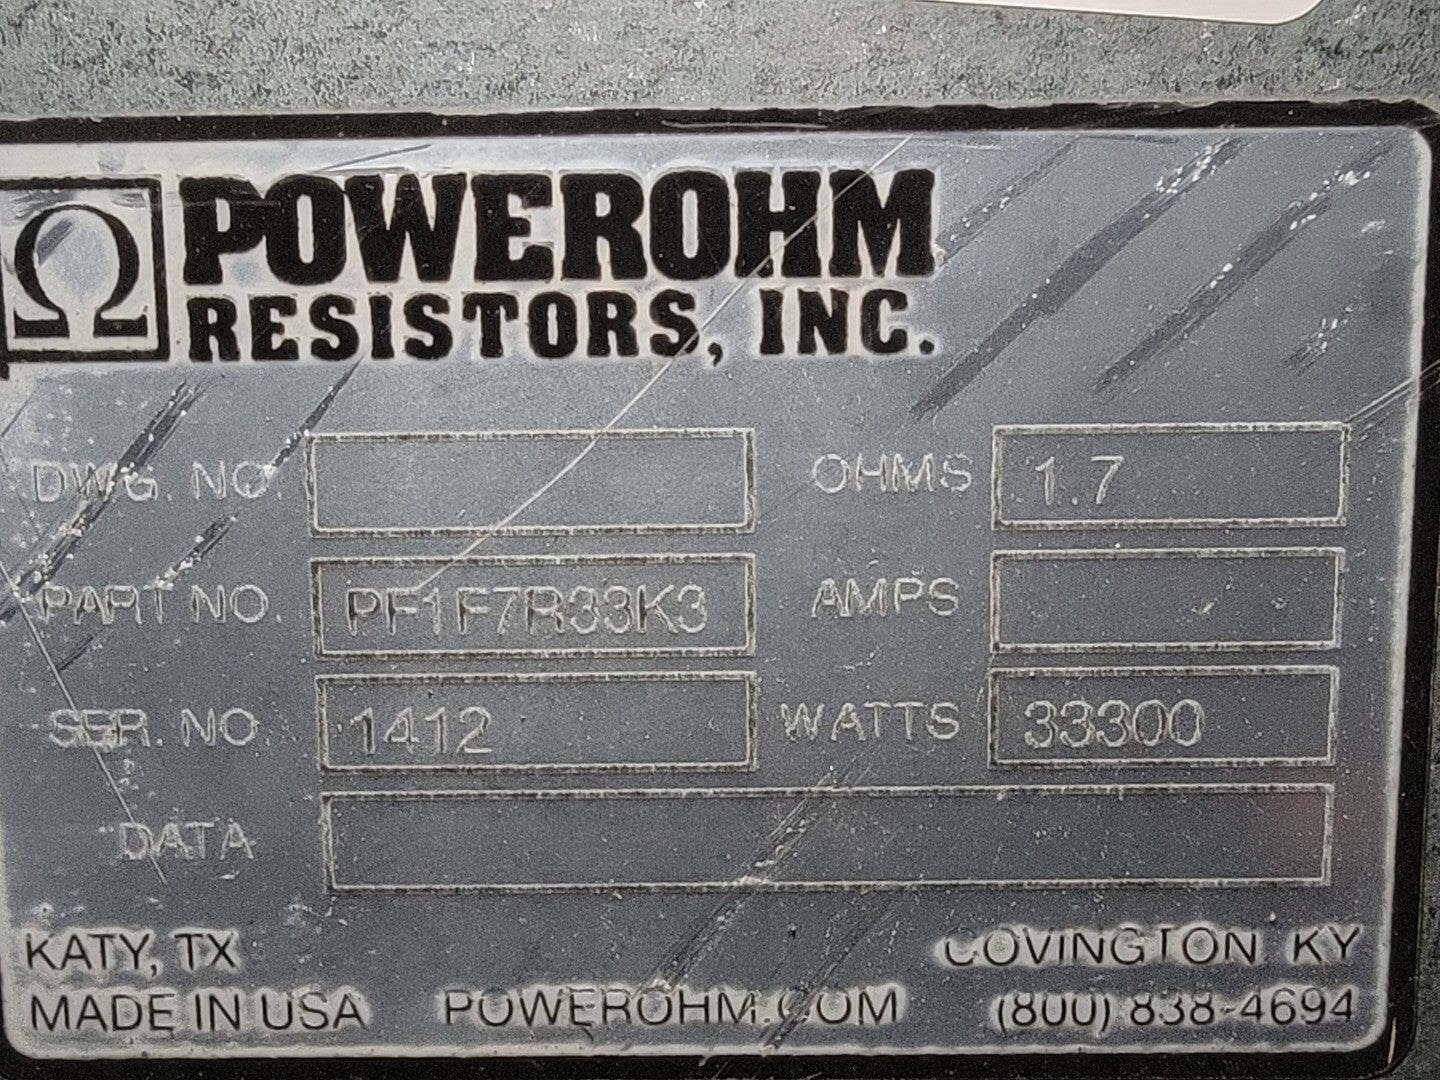 Ω POWEROHM
RESISTORS, INC.
DWG. NO.
OHMS 1.7
PART NO. PF1F7R33K3
AMPS
SER. NO. 1412
WATTS 33300
DATA
KATY, TX
COVINGTON KY
MADE IN USA POWEROHM.COM (800) 838-4694